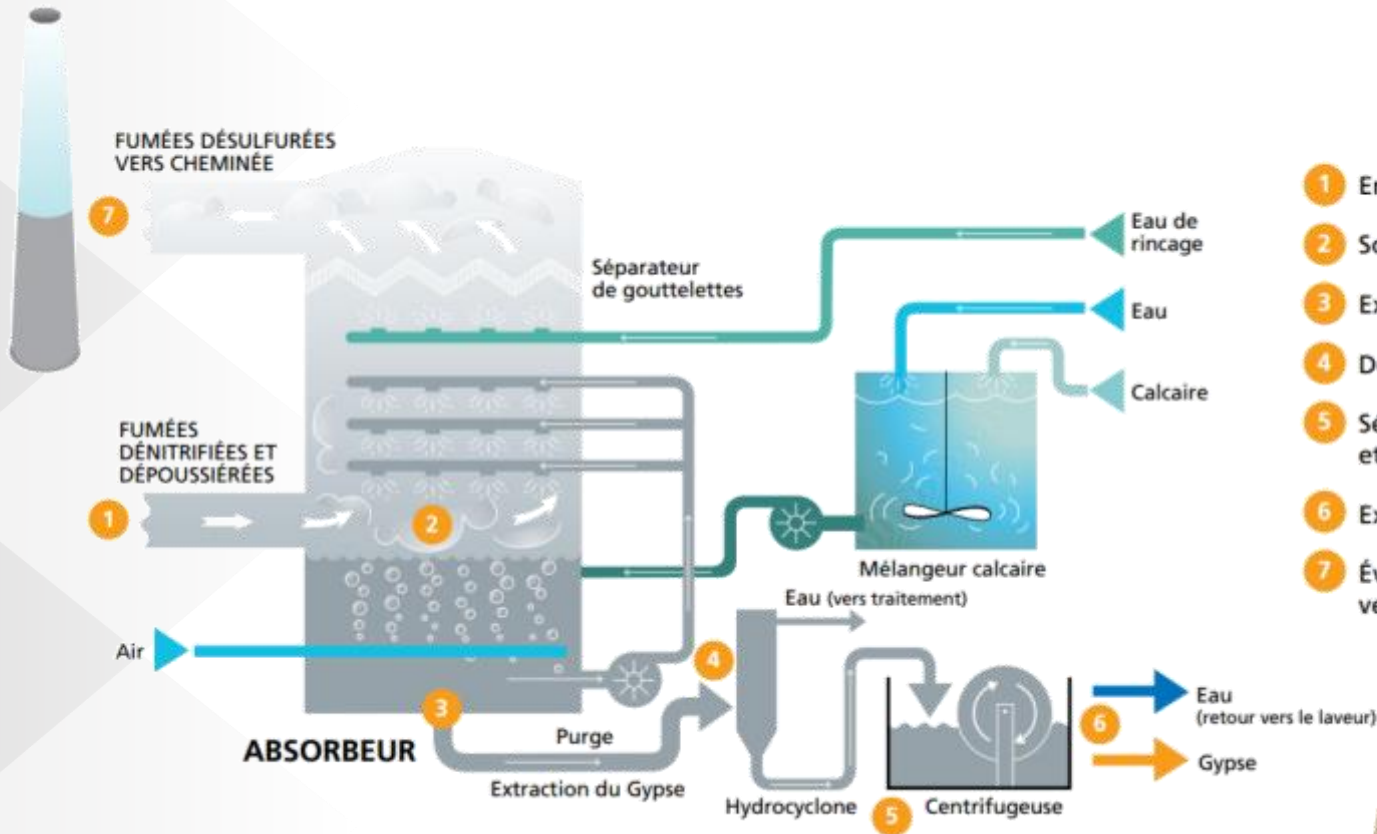 FUMÉES DÉSULFURÉES
VERS CHEMINÉE
7
Séparateur
de gouttelettes
Eau de
rincage
Eau
Calcaire
FUMÉES
DÉNITRIFIÉES ET
DÉPOUSSIÉRÉES
1
2
Mélangeur calcaire
Eau (vers traitement)
Air
4
3
ABSORBEUR
Purge
Extraction du Gypse
Hydrocyclone
5
Centrifugeuse
6
Eau
(retour vers le laveur)
Gypse
1
2
3
4
5
et
6
7